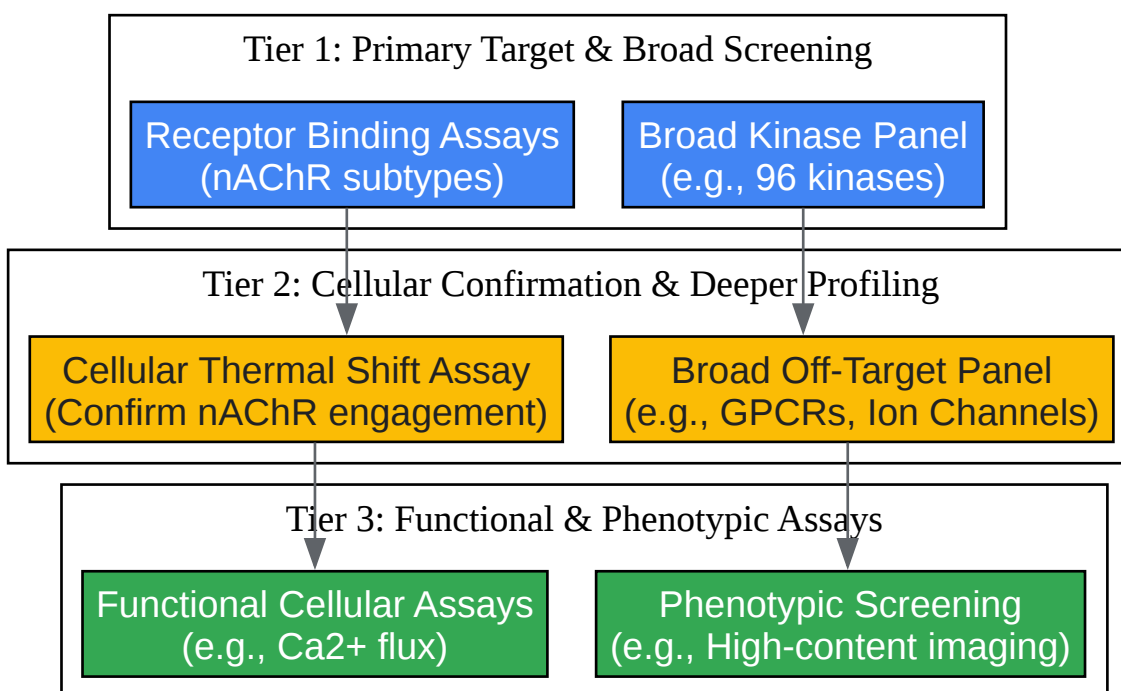 Tier 1: Primary Target & Broad Screening
Receptor Binding Assays
(nAChR subtypes)
Broad Kinase Panel
(e.g., 96 kinases)
Tier 2: Cellular Confirmation & Deeper Profiling
Cellular Thermal Shift Assay
(Confirm nAChR engagement)
Broad Off-Target Panel
(e.g., GPCRs, Ion Channels)
Tier 3: Functional & Phenotypic Assays
Functional Cellular Assays
(e.g., Ca2+ flux)
Phenotypic Screening
(e.g., High-content imaging)